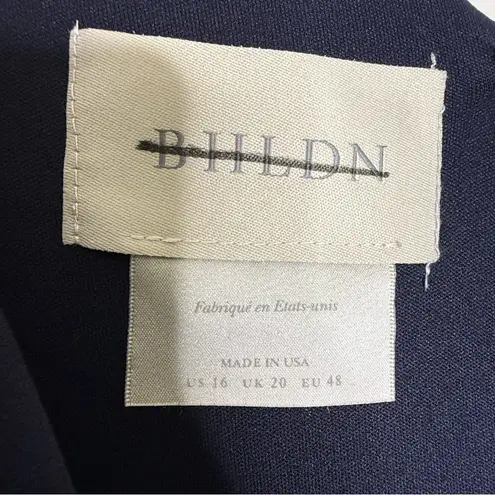 BHLDN
Fabriqué en Etats-unis
MADE IN USA
US 16 UK 20 EU 48